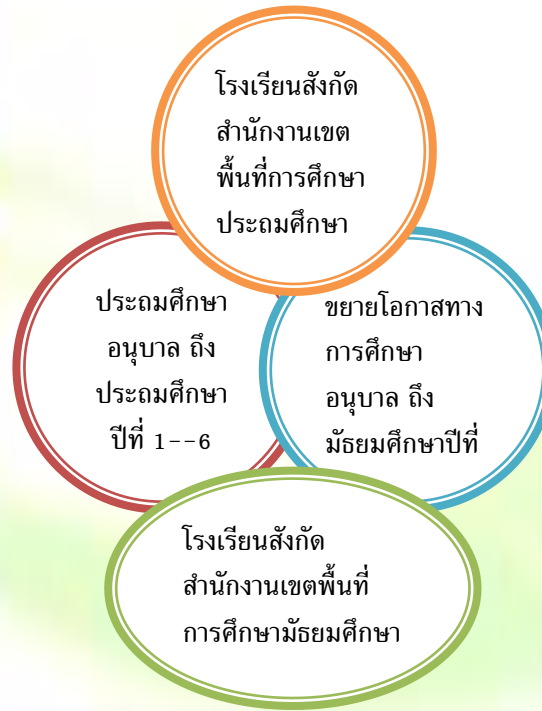 โรงเรียนสังกัด
สำนักงานเขต
พื้นที่การศึกษา
ประถมศึกษา
ประถมศึกษา
อนุบาล ถึง
ประถมศึกษา
ปีที่ 1--6
ขยายโอกาสทาง
การศึกษา
อนุบาล ถึง
มัธยมศึกษาปีที่
โรงเรียนสังกัด
สำนักงานเขตพื้นที่
การศึกษามัธยมศึกษา